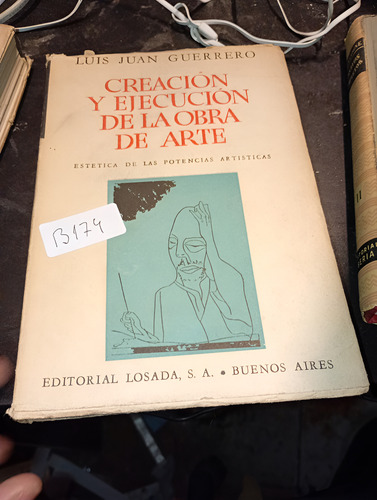 LUIS JUAN GUERRERO
CREACIÓN
Y EJECUCIÓN
DE LA OBRA
DE ARTE
ESTETICA DE LAS POTENCIAS ARTISTICAS
B174
EDITORIAL LOSADA, S. A. • BUENOS AIRES
II